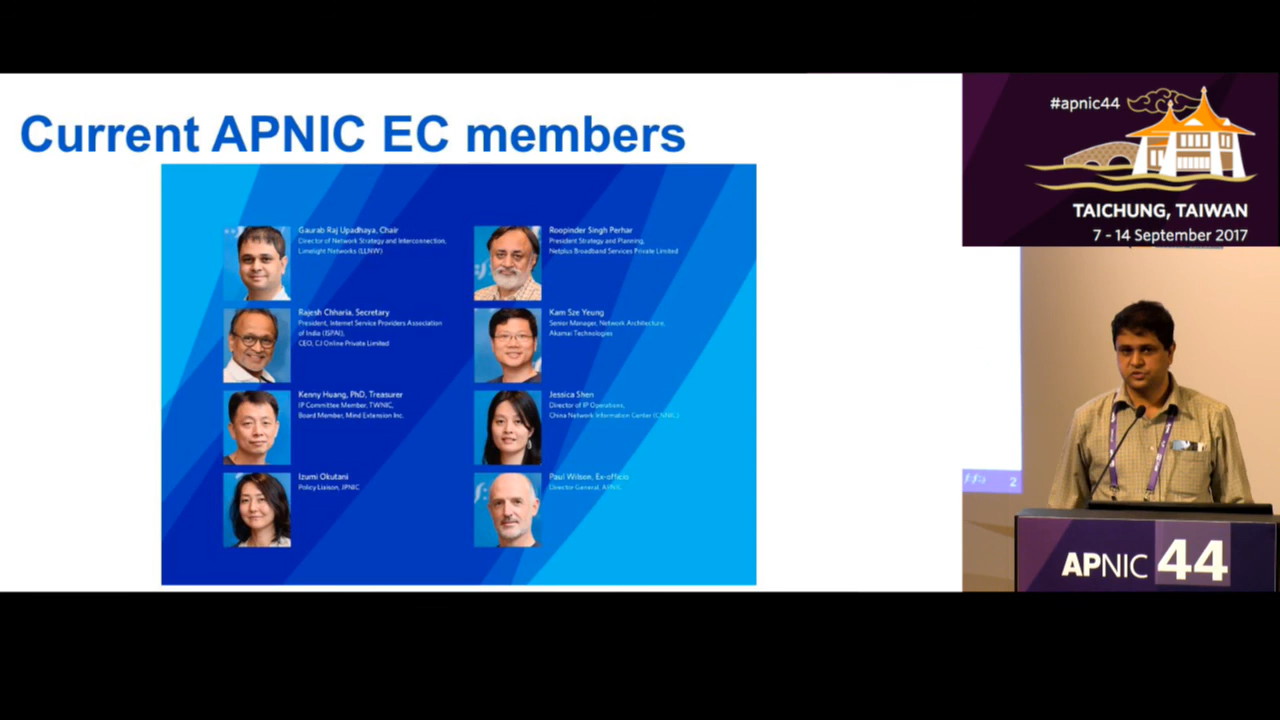 Current APNIC EC members
Gaurab Raj Upadhaya, Chair
Director of Network Strategy and Interconnection,
Limelight Networks (LLNW)
Rajesh Chharia, Secretary
President, Internet Service Providers Association
of India (ISPAI),
CEO, CJ Online Private Limited
Kenny Huang, PhD, Treasurer
IP Committee Member, TWNIC,
Board Member, Mind Extension Inc.
Izumi Okutani
Policy Liaison, JPNIC
Roopinder Singh Perhar
President Strategy and Planning,
Netplus Broadband Services Private Limited
Kam Sze Yeung
Senior Manager, Network Architecture,
Akamai Technologies
Jessica Shen
Director of IP Operations,
China Network Information Center (CNNIC)
Paul Wilson, Ex-officio
Director General, APNIC
#apnic44
TAICHUNG, TAIWAN
7 - 14 September 2017
2
APNIC 44